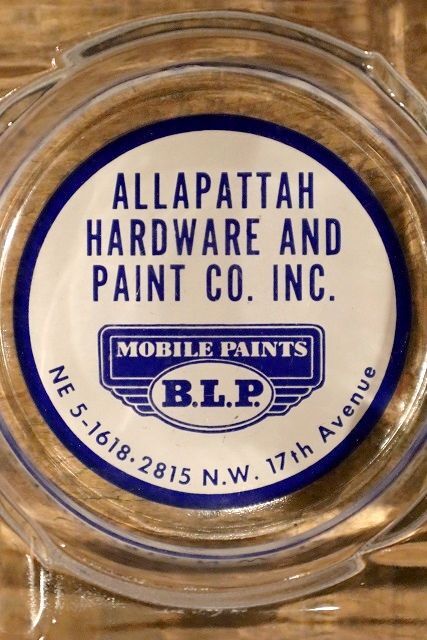 ALLAPATTAH
HARDWARE AND
PAINT CO. INC.
MOBILE PAINTS
B.L.P.
NE 5-1618 · 2815 N.W. 17th Avenue